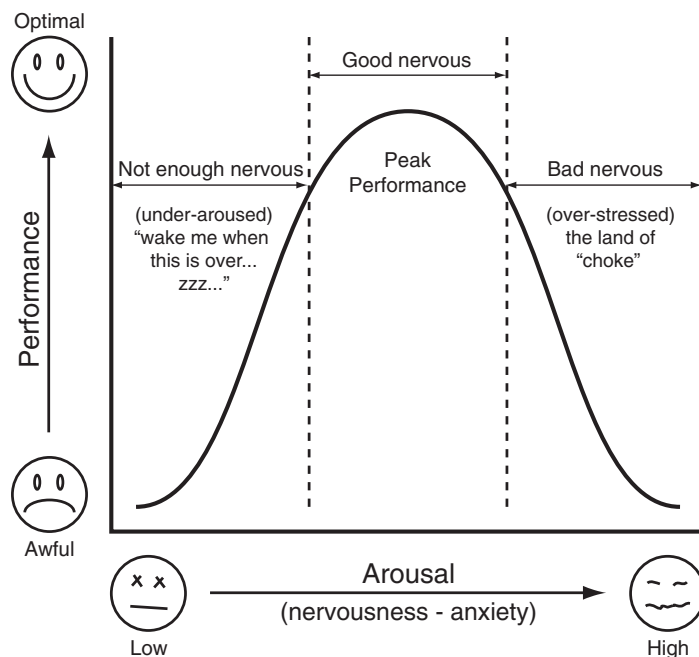 Optimal
Good nervous
Not enough nervous
Peak
Performance
Bad nervous
(under-aroused)
“wake me when
this is over...
zzz...”
(over-stressed)
the land of
“choke”
Performance
Awful
x x
Arousal
(nervousness - anxiety)
Low
High